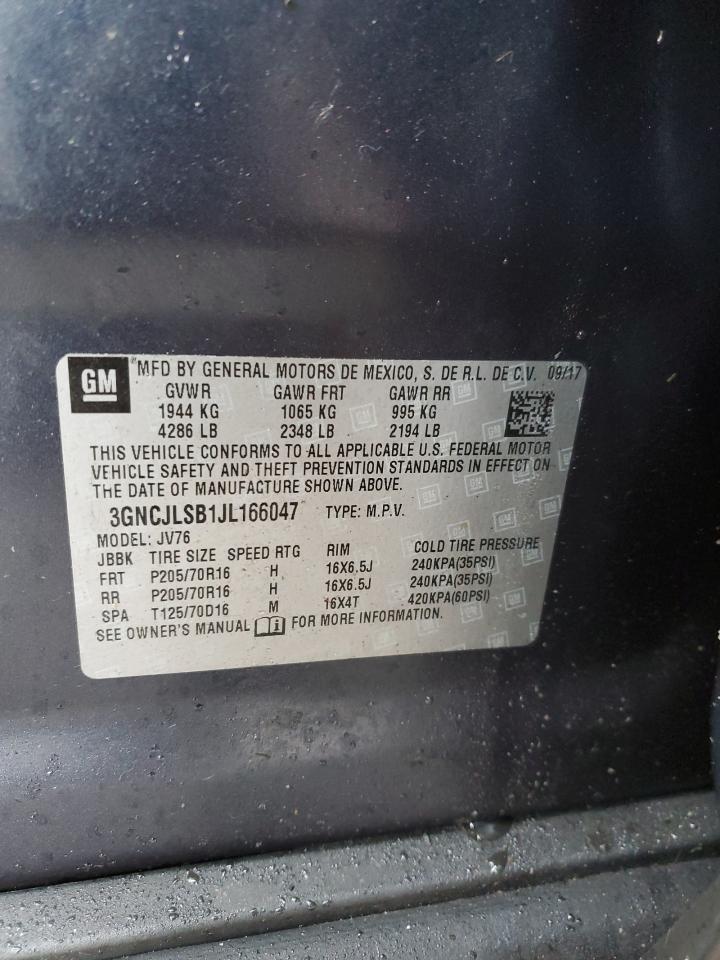 GM
®MFD BY GENERAL MOTORS DE MEXICO, S. DE R.L. DE C.V. 09/17
GVWR GAWR FRT GAWR RR
1944 KG 1065 KG 995 KG
4286 LB 2348 LB 2194 LB
THIS VEHICLE CONFORMS TO ALL APPLICABLE U.S. FEDERAL MOTOR
VEHICLE SAFETY AND THEFT PREVENTION STANDARDS IN EFFECT ON
THE DATE OF MANUFACTURE SHOWN ABOVE.
3GNCJLSB1JL166047 TYPE: M.P.V.
MODEL: JV76
JBBK TIRE SIZE SPEED RTG RIM COLD TIRE PRESSURE
FRT P205/70R16 H 16X6.5J 240KPA(35PSI)
RR P205/70R16 H 16X6.5J 240KPA(35PSI)
SPA T125/70D16 M 16X4T 420KPA(60PSI)
SEE OWNER'S MANUAL i FOR MORE INFORMATION.